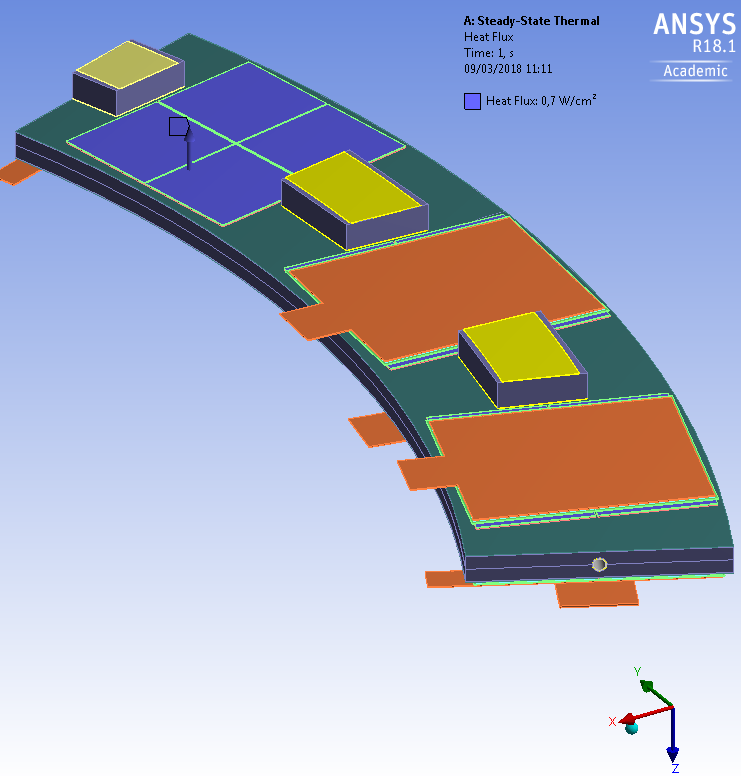 A: Steady-State Thermal
Heat Flux
Time: 1, s
09/03/2018 11:11
Heat Flux: 0,7 W/cm²
ANSYS
R18.1
Academic
Y
X
Z